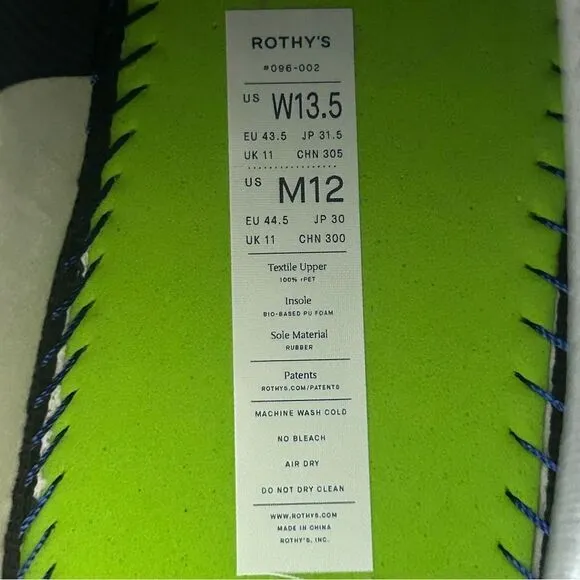 ROTHY'S
#096-002
US W13.5
EU 43.5 JP 31.5
UK 11 CHN 305
US M12
EU 44.5 JP 30
UK 11 CHN 300
Textile Upper
100% rPET
Insole
BIO-BASED PU FOAM
Sole Material
RUBBER
Patents
ROTHYS.COM/PATENTS
MACHINE WASH COLD
NO BLEACH
AIR DRY
DO NOT DRY CLEAN
WWW.ROTHYS.COM
MADE IN CHINA
ROTHY'S, INC.